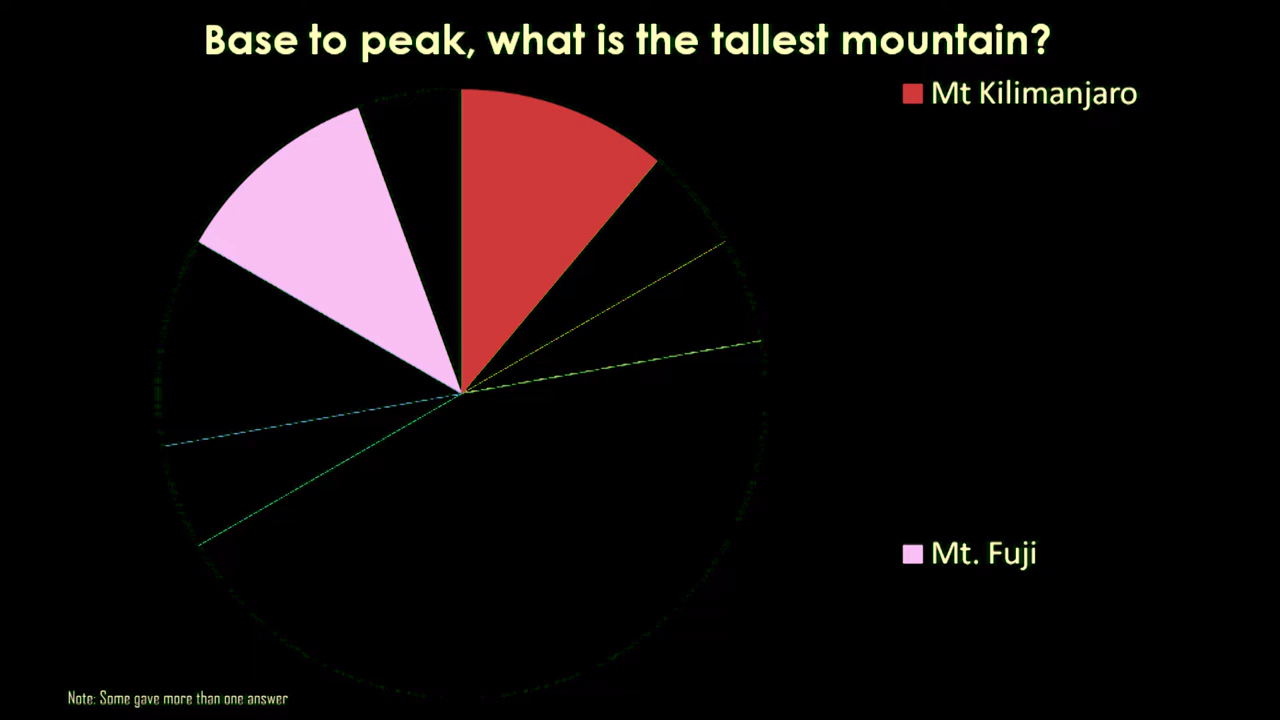 Base to peak, what is the tallest mountain?
Mt Kilimanjaro
Mt. Fuji
Note: Some gave more than one answer